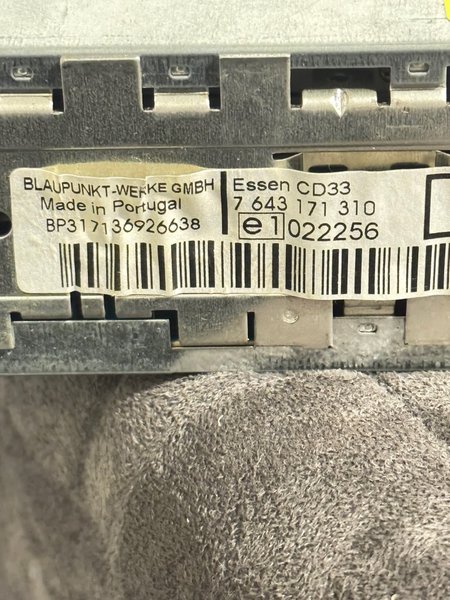 BLAUPUNKT-WERKE GMBH
Made in Portugal
BP317136926638
Essen CD33
7 643 171 310
e1 022256